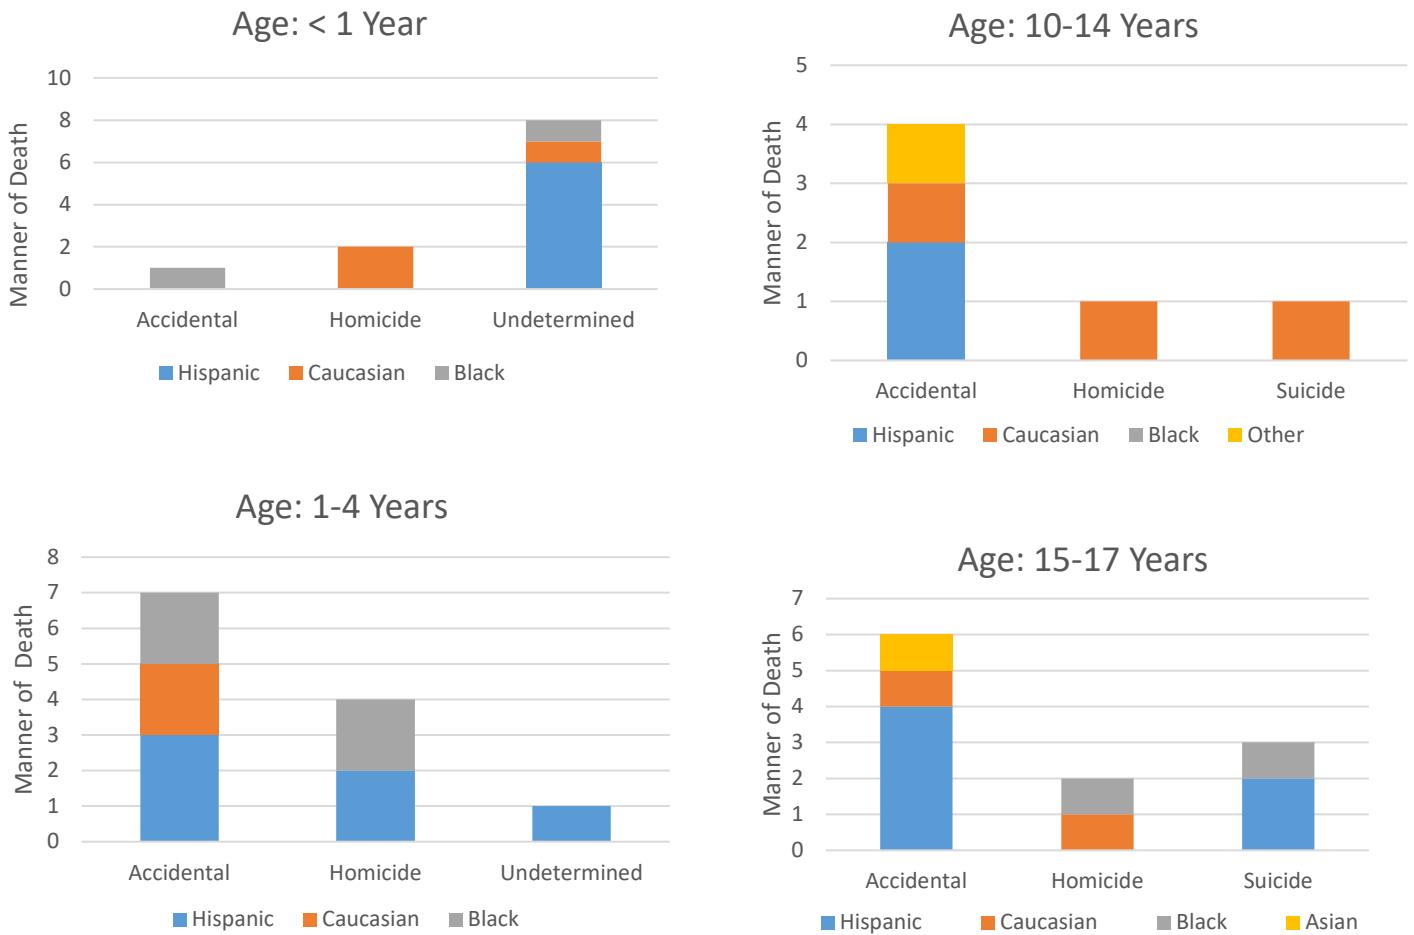 Age: < 1 Year
Manner of Death
10
8
6
4
2
0
Accidental Homicide Undetermined
Hispanic Caucasian Black
Age: 10-14 Years
Manner of Death
5
4
3
2
1
0
Accidental Homicide Suicide
Hispanic Caucasian Black Other
Age: 1-4 Years
Manner of Death
8
7
6
5
4
3
2
1
0
Accidental Homicide Undetermined
Hispanic Caucasian Black
Age: 15-17 Years
Manner of Death
7
6
5
4
3
2
1
0
Accidental Homicide Suicide
Hispanic Caucasian Black Asian